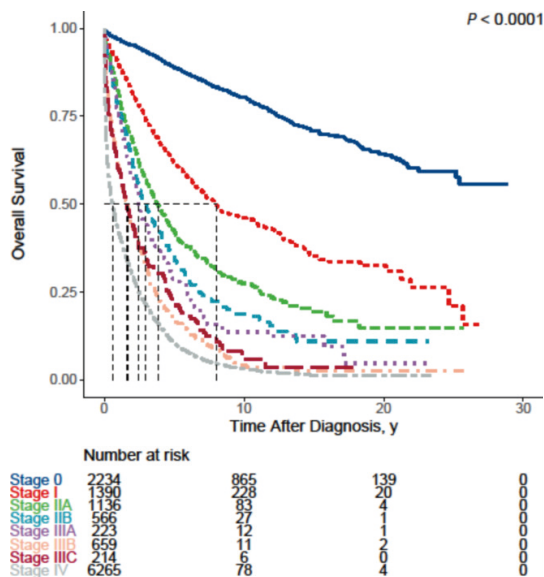 P < 0.0001
1.00
0.75
0.50
0.25
0.00
Overall Survival
0 10 20 30
Time After Diagnosis, y
Number at risk
Stage 0 2234 865 139 0
Stage I 1390 228 20 0
Stage IIA 1136 83 4 0
Stage IIB 566 27 1 0
Stage IIIA 223 12 1 0
Stage IIIB 659 11 2 0
Stage IIIC 214 6 0 0
Stage IV 6265 78 4 0